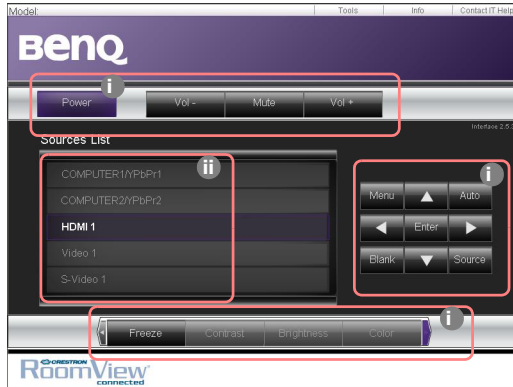 Model: Tools Info Contact IT Help
BenQ
i
Power Vol - Mute Vol +
Interface 2.5.
Sources List
ii
COMPUTER1/YPbPr1
COMPUTER2/YPbPr2
HDMI 1
Video 1
S-Video 1
i
Menu Auto
Enter
Blank Source
i
Freeze Contrast Brightness Color
CRESTRON
RoomView
connected